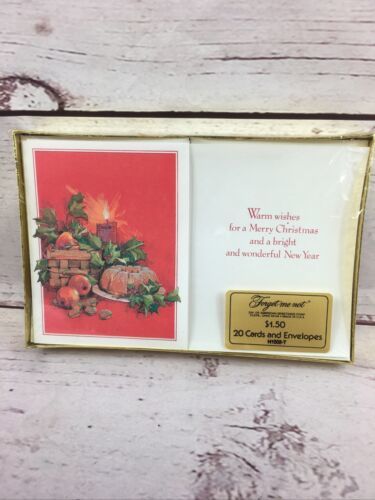 Warm wishes
for a Merry Christmas
and a bright
and wonderful New Year
Forget me not
$1.50
20 Cards and Envelopes